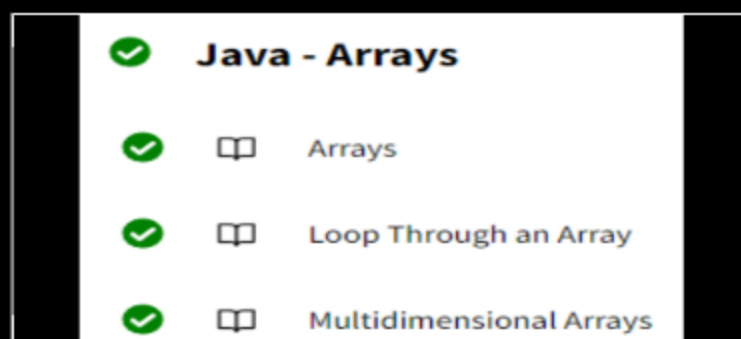 Java - Arrays
Arrays
Loop Through an Array
Multidimensional Arrays